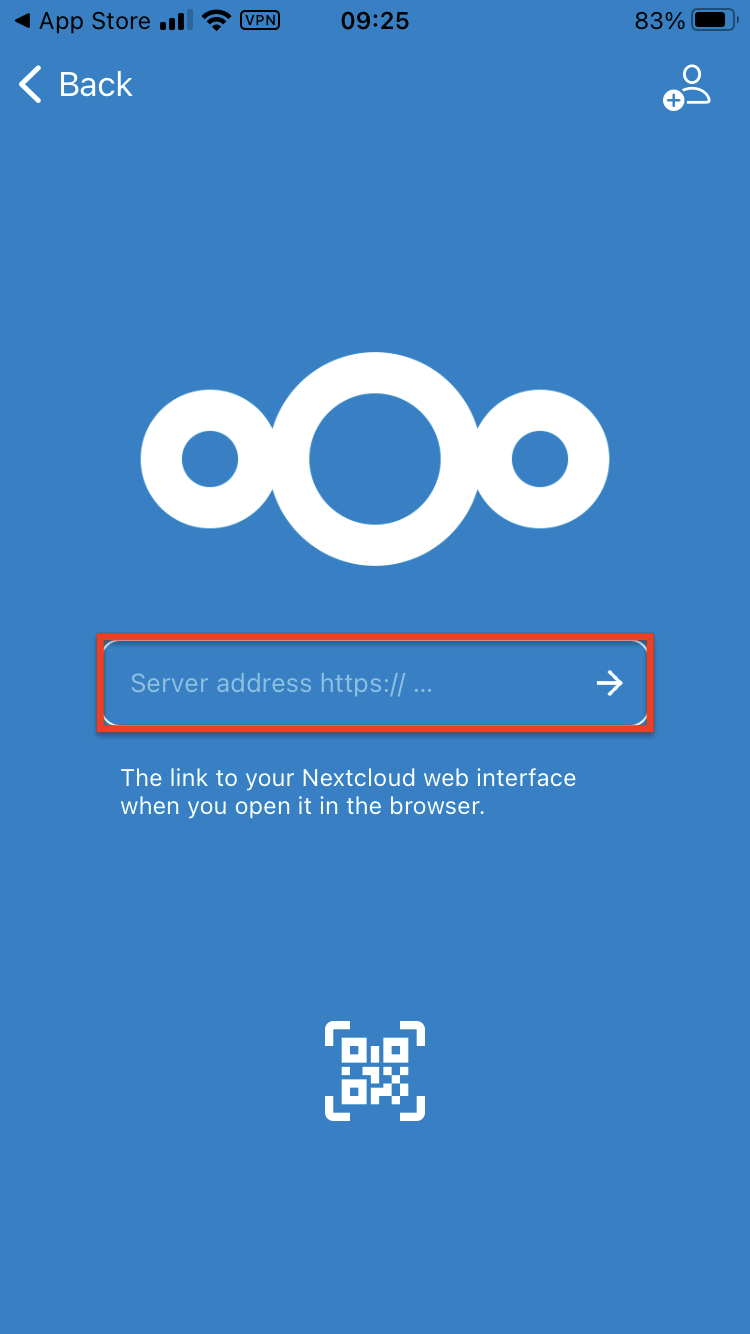 App Store VPN 09:25 83%
Back
Server address https:// ...
The link to your Nextcloud web interface
when you open it in the browser.